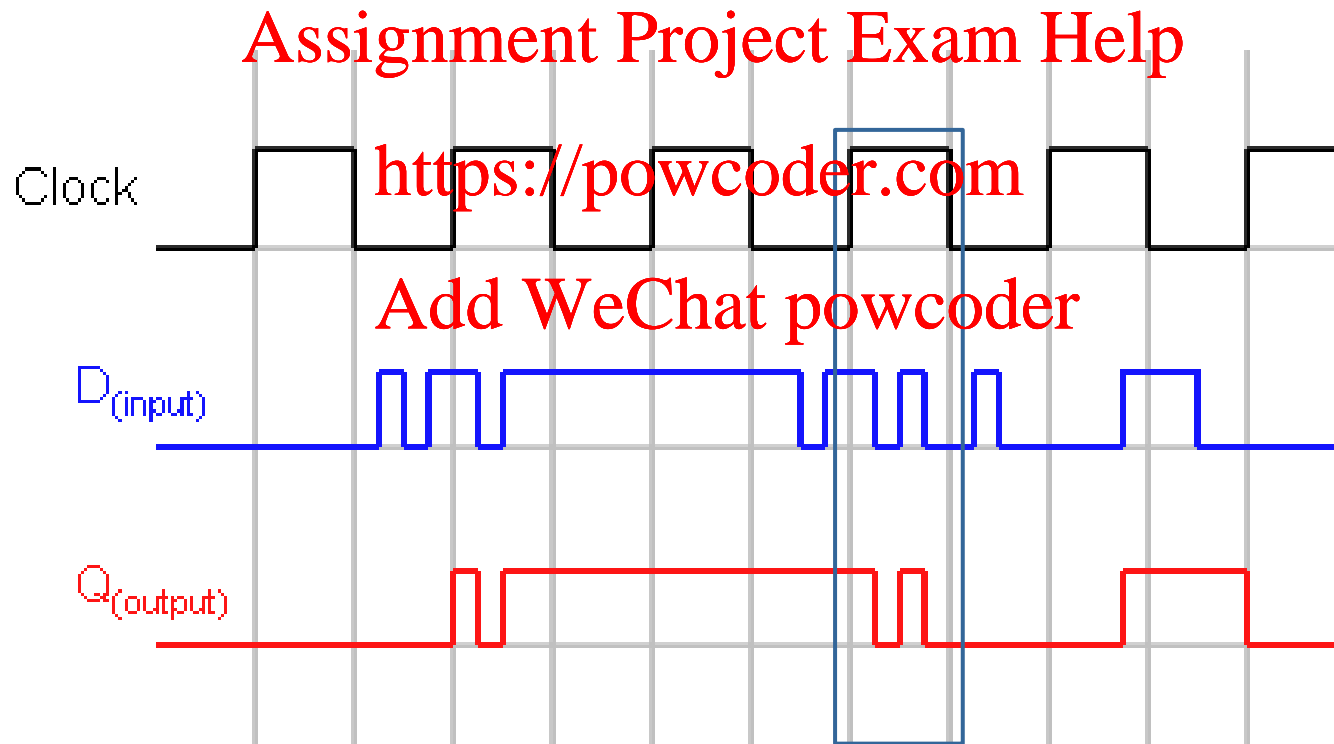 Assignment Project Exam Help
Clock
https://powcoder.com
Add WeChat powcoder
D(input)
Q(output)